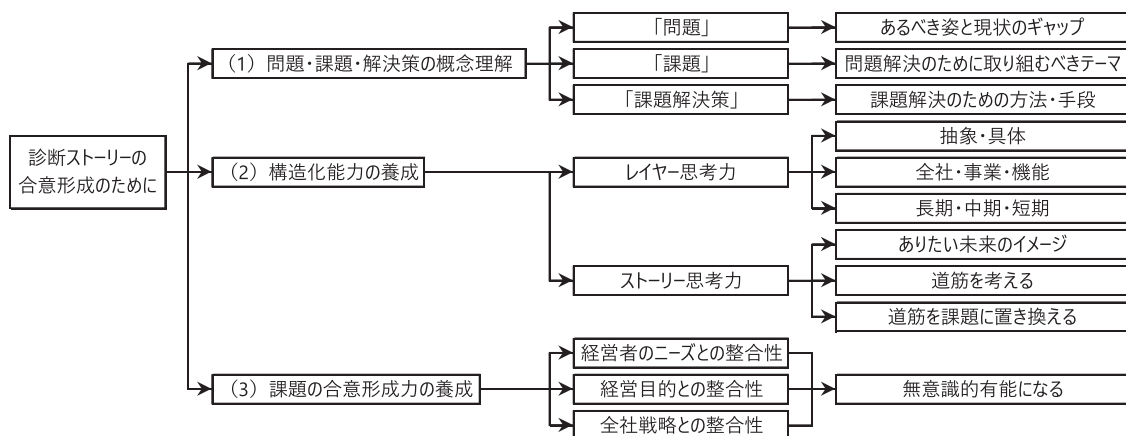 診断ストーリーの
合意形成のために
(1) 問題・課題・解決策の概念理解
「問題」
あるべき姿と現状のギャップ
「課題」
問題解決のために取り組むべきテーマ
「課題解決策」
課題解決のための方法・手段
(2) 構造化能力の養成
レイヤー思考力
抽象・具体
全社・事業・機能
長期・中期・短期
ストーリー思考力
ありたい未来のイメージ
道筋を考える
道筋を課題に置き換える
(3) 課題の合意形成力の養成
経営者のニーズとの整合性
経営目的との整合性
全社戦略との整合性
無意識的有能になる